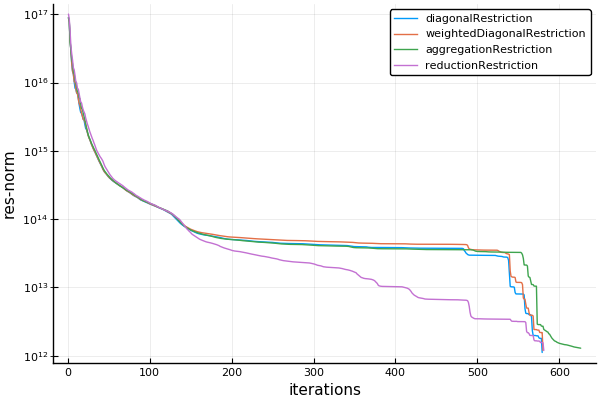 10¹⁷
10¹⁶
10¹⁵
10¹⁴
10¹³
10¹²
res-norm
diagonalRestriction
weightedDiagonalRestriction
aggregationRestriction
reductionRestriction
0 100 200 300 400 500 600
iterations